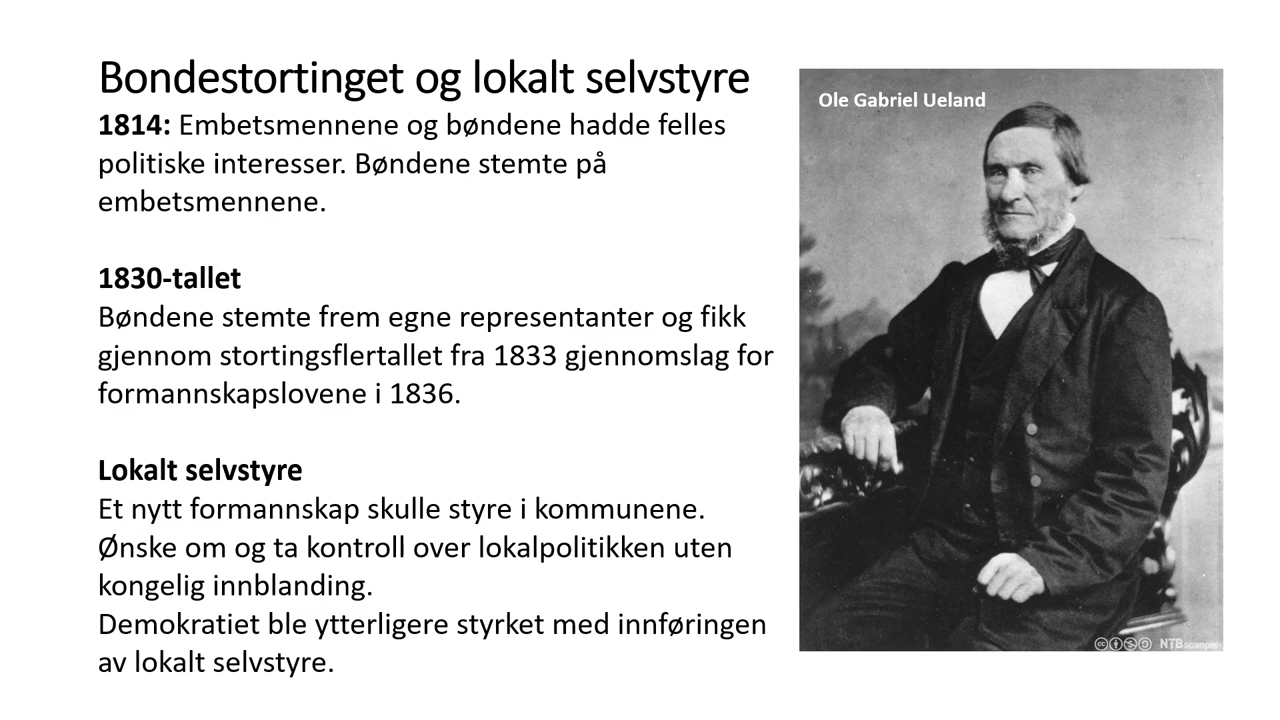 Bondestortinget og lokalt selvstyre
1814: Embetsmennene og bøndene hadde felles
politiske interesser. Bøndene stemte på
embetsmennene.
1830-tallet
Bøndene stemte frem egne representanter og fikk
gjennom stortingsflertallet fra 1833 gjennomslag for
formannskapslovene i 1836.
Lokalt selvstyre
Et nytt formannskap skulle styre i kommunene.
Ønske om og ta kontroll over lokalpolitikken uten
kongelig innblanding.
Demokratiet ble ytterligere styrket med innføringen
av lokalt selvstyre.
Ole Gabriel Ueland
NTB scanpix